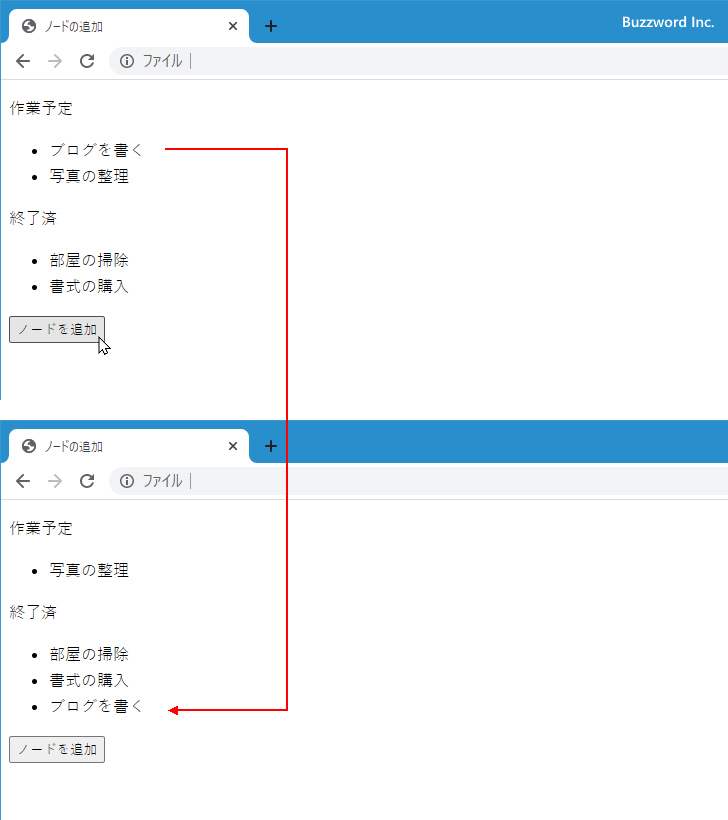 ノードの追加
Buzzword Inc.
ファイル
作業予定
ブログを書く
写真の整理
終了済
部屋の掃除
書式の購入
ノードを追加
ノードの追加
ファイル
作業予定
写真の整理
終了済
部屋の掃除
書式の購入
ブログを書く
ノードを追加